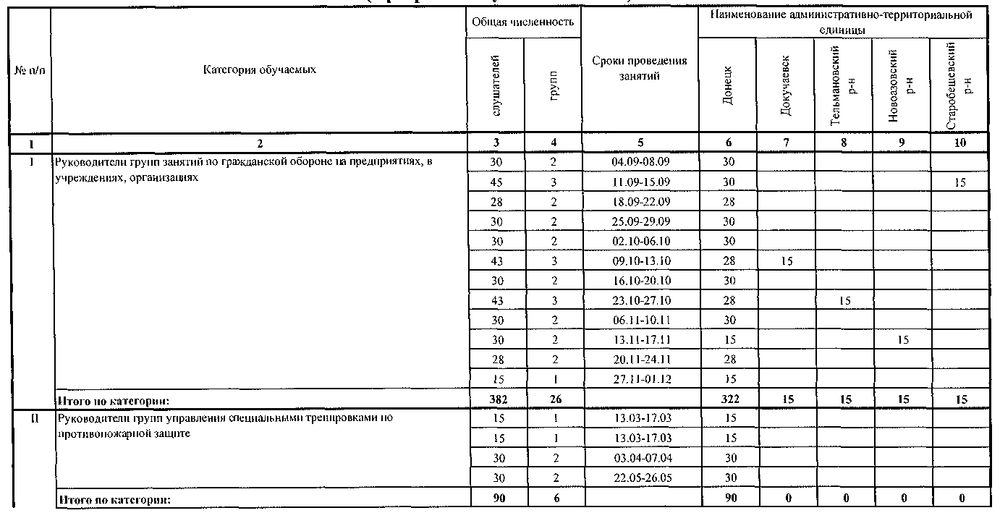 Общая численность
Наименование административно-территориальной
единицы
№ п/п
Категория обучаемых
слушателей
групп
Сроки проведения
занятий
Донецк
Докучаевск
Тельмановский
р-н
Новоазовский
р-н
Старобешевский
р-н
1 2 3 4 5 6 7 8 9 10
I Руководители групп занятий по гражданской обороне на предприятиях, в 30 2 04.09-08.09 30
учреждениях, организациях 45 3 11.09-15.09 30 15
28 2 18.09-22.09 28
30 2 25.09-29.09 30
30 2 02.10-06.10 30
43 3 09.10-13.10 28 15
30 2 16.10-20.10 30
43 3 23.10-27.10 28 15
30 2 06.11-10.11 30
30 2 13.11-17.11 15 15
28 2 20.11-24.11 28
15 1 27.11-01.12 15
Итого по категории: 382 26 322 15 15 15 15
II Руководители групп управления специальными тренировками по 15 1 13.03-17.03 15
противопожарной защите 15 1 13.03-17.03 15
30 2 03.04-07.04 30
30 2 22.05-26.05 30
Итого по категории: 90 6 90 0 0 0 0